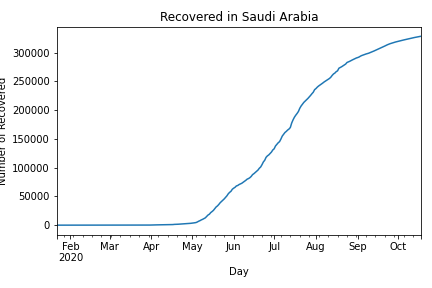 Recovered in Saudi Arabia
Number of Recovered
300000
250000
200000
150000
100000
50000
0
Feb Mar Apr May Jun Jul Aug Sep Oct
2020
Day